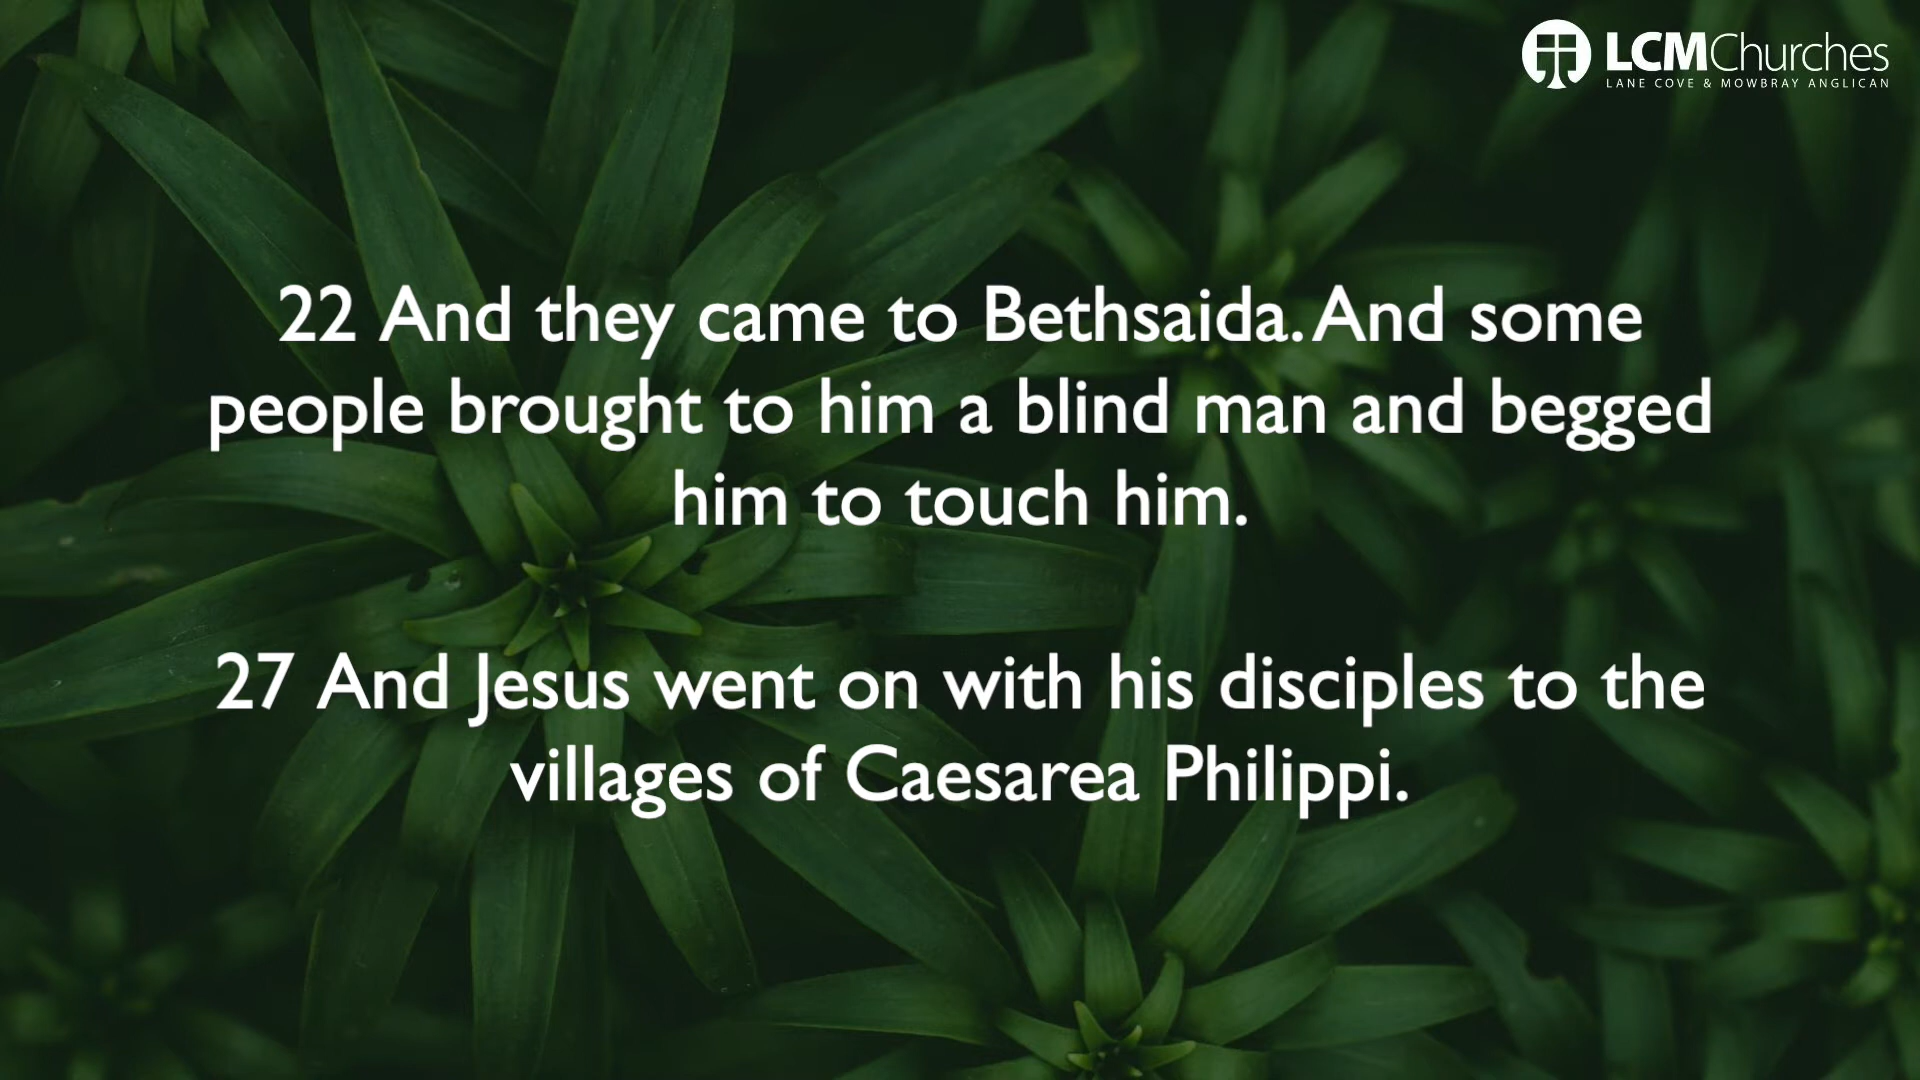 LCMChurches
LANE COVE & MOWBRAY ANGLICAN
22 And they came to Bethsaida. And some
people brought to him a blind man and begged
him to touch him.
27 And Jesus went on with his disciples to the
villages of Caesarea Philippi.